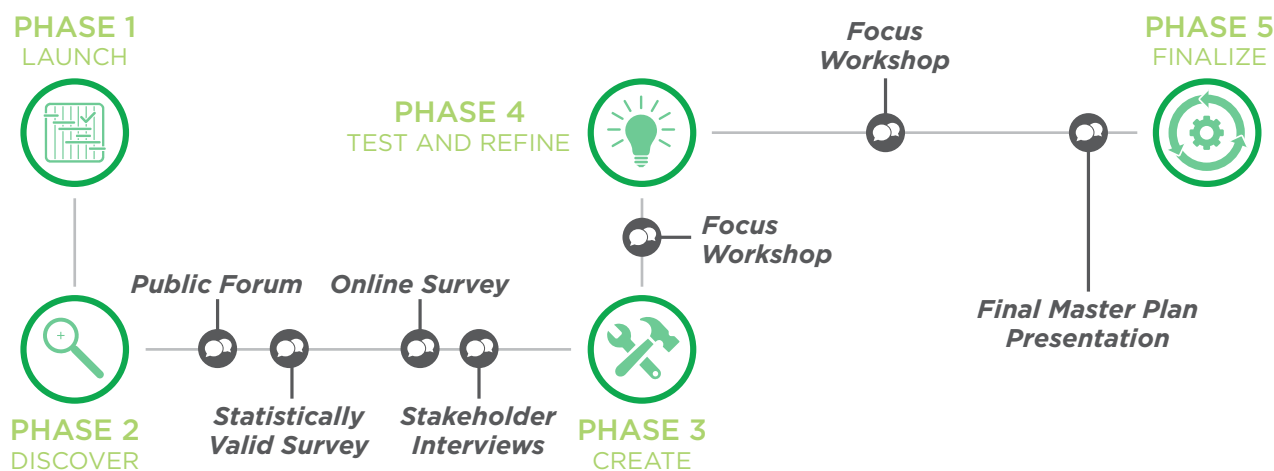 PHASE 1
LAUNCH
PHASE 2
DISCOVER
Public Forum
Statistically
Valid Survey
Online Survey
Stakeholder
Interviews
PHASE 3
CREATE
Focus
Workshop
PHASE 4
TEST AND REFINE
Focus
Workshop
Final Master Plan
Presentation
PHASE 5
FINALIZE